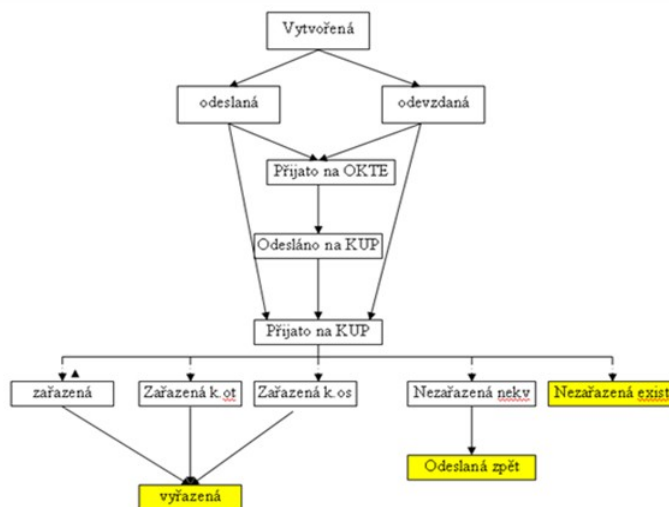 Vytvořená
odeslaná
odevzdaná
Přijato na OKTE
Odesláno na KUP
Přijato na KUP
zařazená
Zařazená k.ot
Zařazená k.os
Nezařazená nekv
Nezařazená exist
Odeslaná zpět
vyřazená